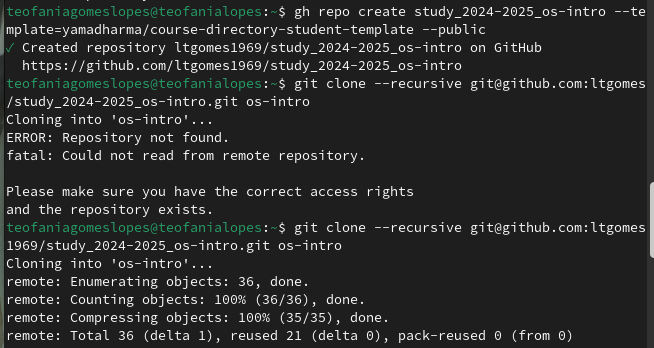 teofaniagomeslopes@teofanialopes:~$ gh repo create study_2024-2025_os-intro --te
mplate=yamadharma/course-directory-student-template --public
✓ Created repository ltgomes1969/study_2024-2025_os-intro on GitHub
  https://github.com/ltgomes1969/study_2024-2025_os-intro
teofaniagomeslopes@teofanialopes:~$ git clone --recursive git@github.com:ltgomes
/study_2024-2025_os-intro.git os-intro
Cloning into 'os-intro'...
ERROR: Repository not found.
fatal: Could not read from remote repository.

Please make sure you have the correct access rights
and the repository exists.
teofaniagomeslopes@teofanialopes:~$ git clone --recursive git@github.com:ltgomes
1969/study_2024-2025_os-intro.git os-intro
Cloning into 'os-intro'...
remote: Enumerating objects: 36, done.
remote: Counting objects: 100% (36/36), done.
remote: Compressing objects: 100% (35/35), done.
remote: Total 36 (delta 1), reused 21 (delta 0), pack-reused 0 (from 0)